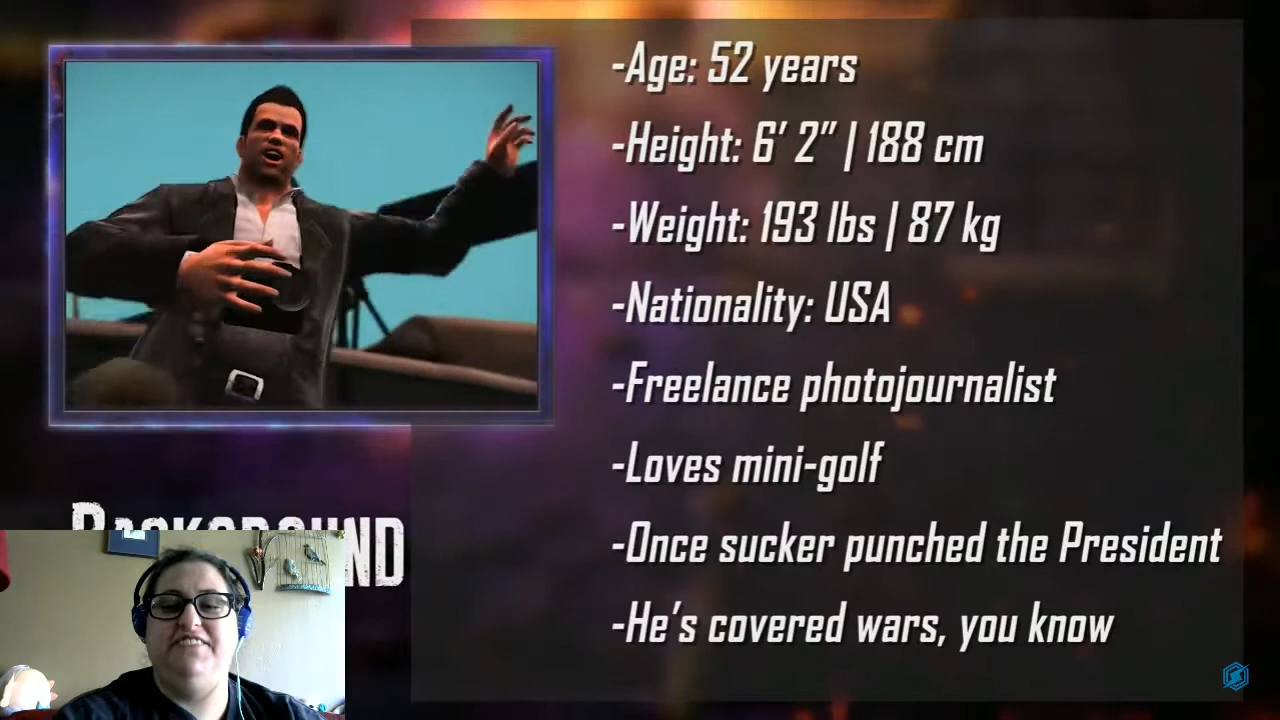 -Age: 52 years
-Height: 6’ 2” | 188 cm
-Weight: 193 lbs | 87 kg
-Nationality: USA
-Freelance photojournalist
-Loves mini-golf
-Once sucker punched the President
-He’s covered wars, you know
Background